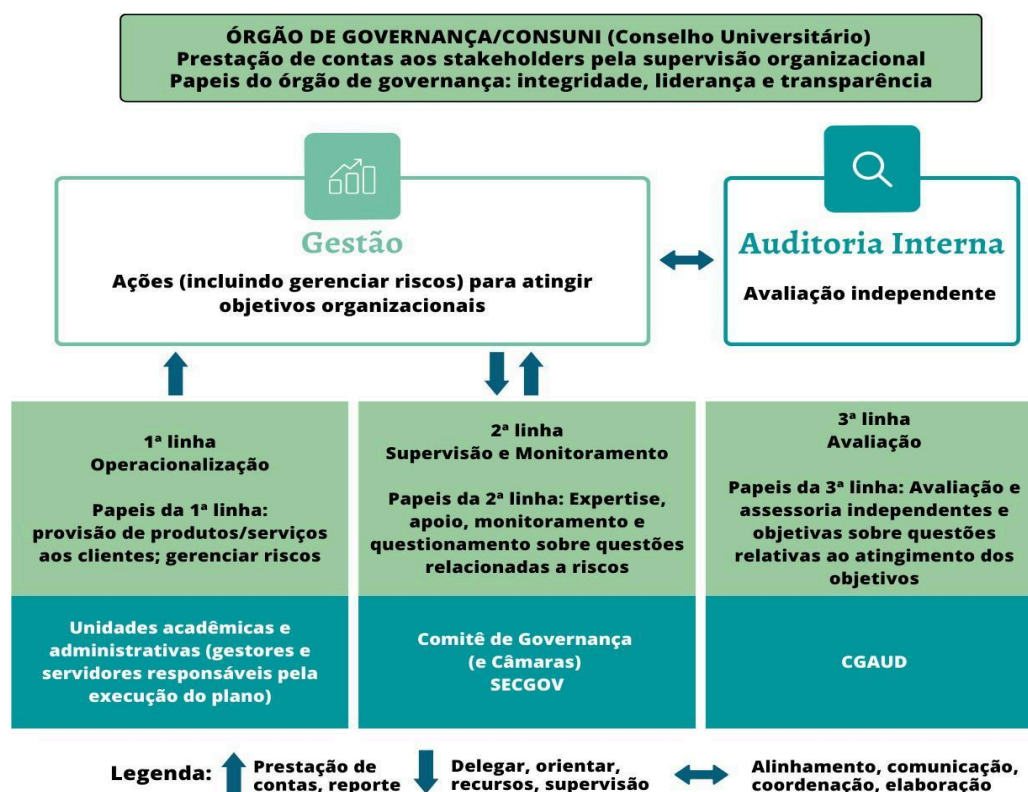 ÓRGÃO DE GOVERNANÇA/CONSUNI (Conselho Universitário)
Prestação de contas aos stakeholders pela supervisão organizacional
Papeis do órgão de governança: integridade, liderança e transparência
Gestão
Ações (incluindo gerenciar riscos) para atingir
objetivos organizacionais
Auditoria Interna
Avaliação independente
1ª linha
Operacionalização
Papeis da 1ª linha:
provisão de produtos/serviços
aos clientes; gerenciar riscos
Unidades acadêmicas e
administrativas (gestores e
servidores responsáveis pela
execução do plano)
2ª linha
Supervisão e Monitoramento
Papeis da 2ª linha: Expertise,
apoio, monitoramento e
questionamento sobre questões
relacionadas a riscos
Comitê de Governança
(e Câmaras)
SECGOV
3ª linha
Avaliação
Papeis da 3ª linha: Avaliação e
assessoria independentes e
objetivas sobre questões
relativas ao atingimento dos
objetivos
CGAUD
Legenda:
Prestação de
contas, reporte
Delegar, orientar,
recursos, supervisão
Alinhamento, comunicação,
coordenação, elaboração